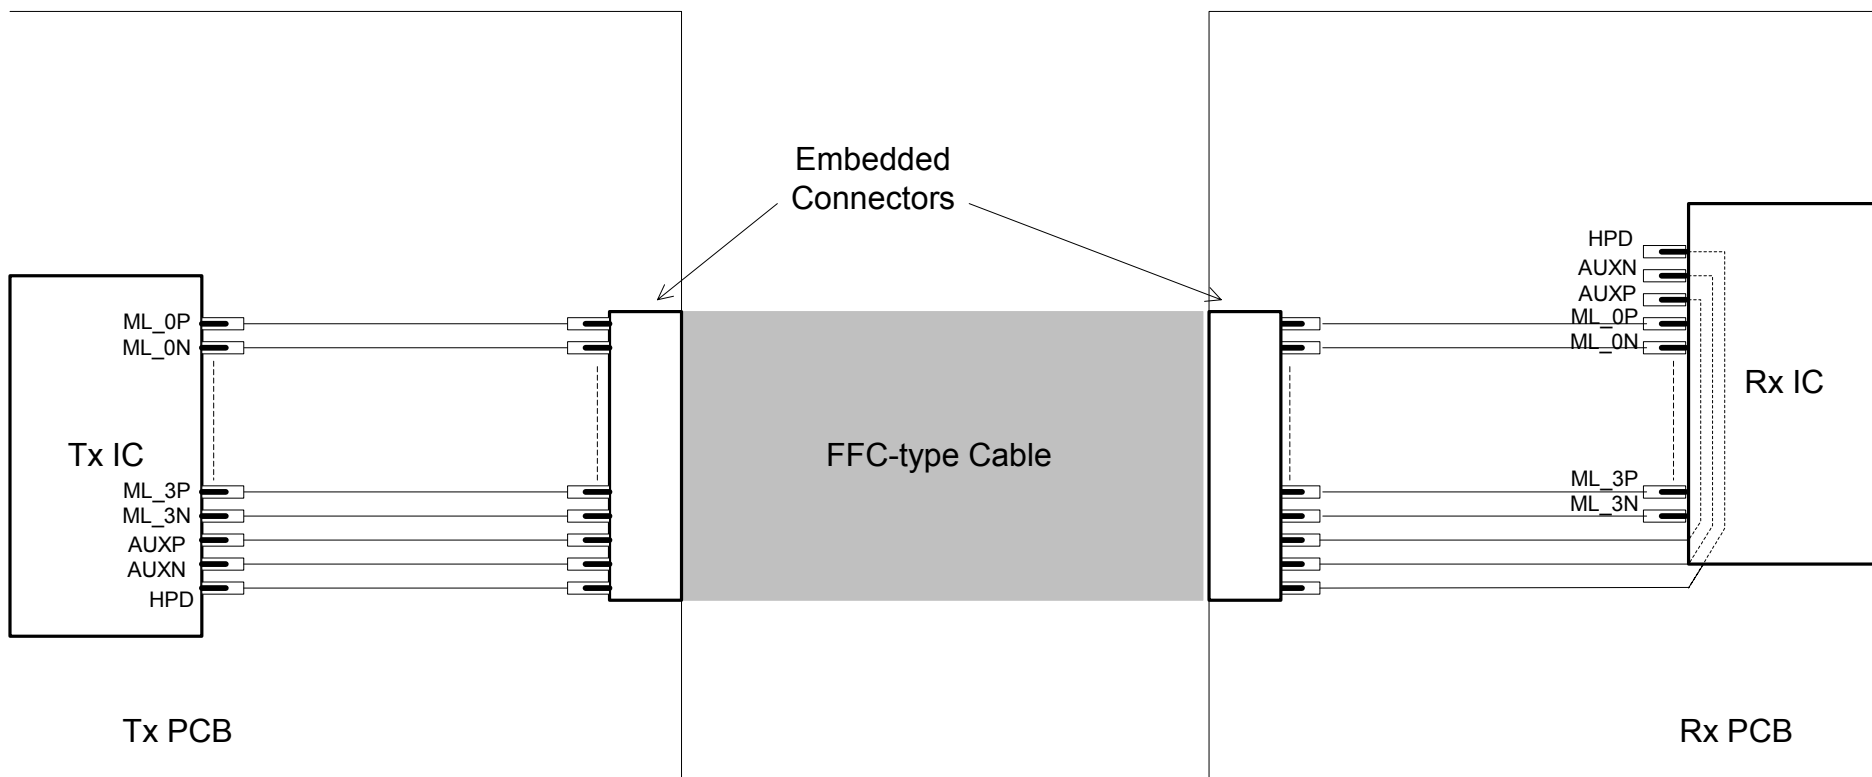 Embedded
Connectors
HPD
AUXN
AUXP
ML_0P
ML_0N
ML_0P
ML_0N
Rx IC
Tx IC
FFC-type Cable
ML_3P
ML_3N
AUXP
AUXN
HPD
ML_3P
ML_3N
Tx PCB
Rx PCB